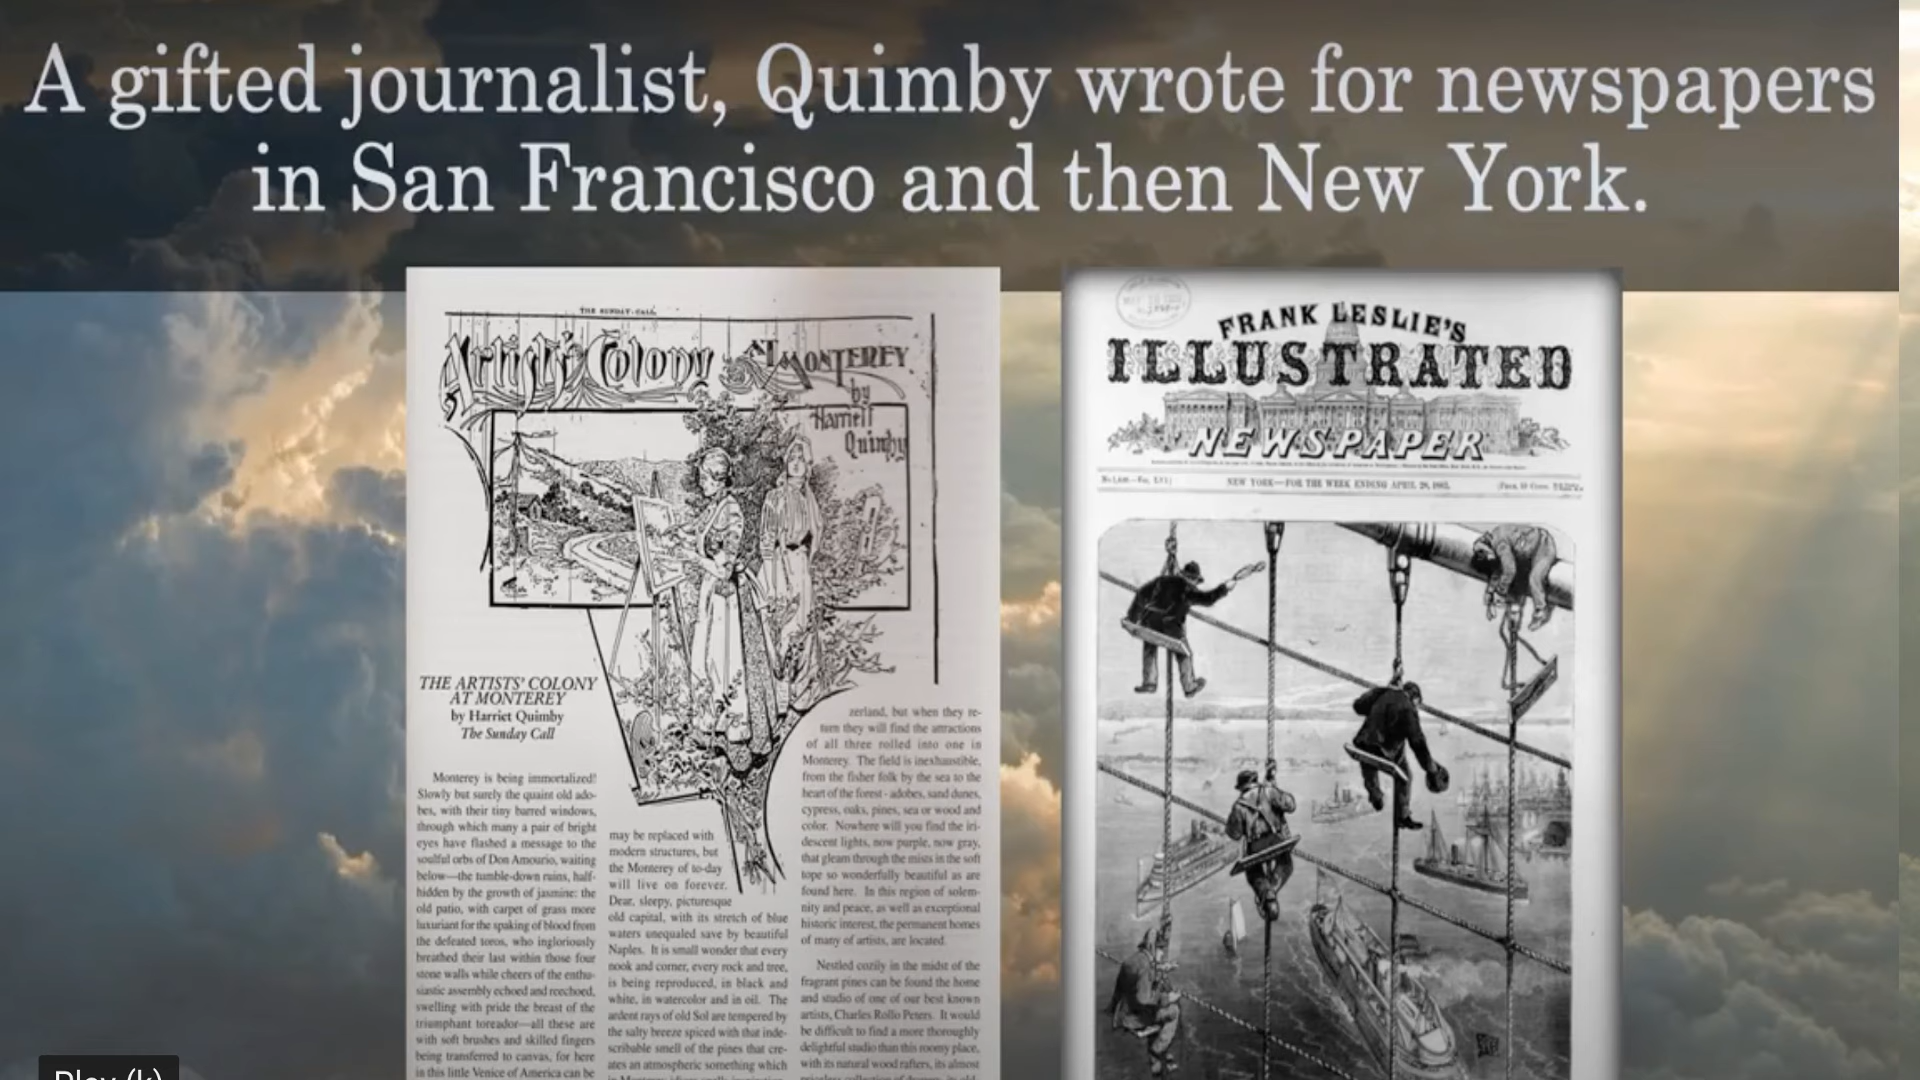 A gifted journalist, Quimby wrote for newspapers
in San Francisco and then New York.
THE SUNDAY CALL
Artists' Colony AT MONTEREY
by
Harriett
Quimby
THE ARTISTS' COLONY
AT MONTEREY
by Harriet Quimby
The Sunday Call
Monterey is being immortalized!
Slowly but surely the quaint old ado-
bes, with their tiny barred windows,
through which many a pair of bright
eyes have flashed a message to the
soulful orbs of Don Amourio, waiting
below—the tumble-down ruins, half-
hidden by the growth of jasmine: the
old patio, with carpet of grass more
luxuriant for the spaking of blood from
the defeated toros, who ingloriously
breathed their last within those four
stone walls while cheers of the enthu-
siastic assembly echoed and reechoed,
swelling with pride the breast of the
triumphant toreador—all these are
with soft brushes and skilled fingers
being transferred to canvas, for here
in this little Venice of America can be
may be replaced with
modern structures, but
the Monterey of to-day
will live on forever.
Dear, sleepy, picturesque
old capital, with its stretch of blue
waters unequaled save by beautiful
Naples. It is small wonder that every
nook and corner, every rock and tree,
is being reproduced, in black and
white, in watercolor and in oil. The
ardent rays of old Sol are tempered by
the salty breeze spiced with that inde-
scribable smell of the pines that cre-
ates an atmospheric something which
zerland, but when they re-
turn they will find the attractions
of all three rolled into one in
Monterey. The field is inexhaustible,
from the fisher folk by the sea to the
heart of the forest - adobes, sand dunes,
cypress, oaks, pines, sea or wood and
color. Nowhere will you find the iri-
descent lights, now purple, now gray,
that gleam through the mists in the soft
tope so wonderfully beautiful as are
found here. In this region of solem-
nity and peace, as well as exceptional
historic interest, the permanent homes
of many of artists, are located.
Nestled cozily in the midst of the
fragrant pines can be found the home
and studio of one of our best known
artists, Charles Rollo Peters. It would
be difficult to find a more thoroughly
delightful studio than this roomy place,
with its natural wood rafters, its almost
FRANK LESLIE'S
ILLUSTRATED
NEWSPAPER
NEW YORK—FOR THE WEEK ENDING APRIL 28, 1883.
Play (k)